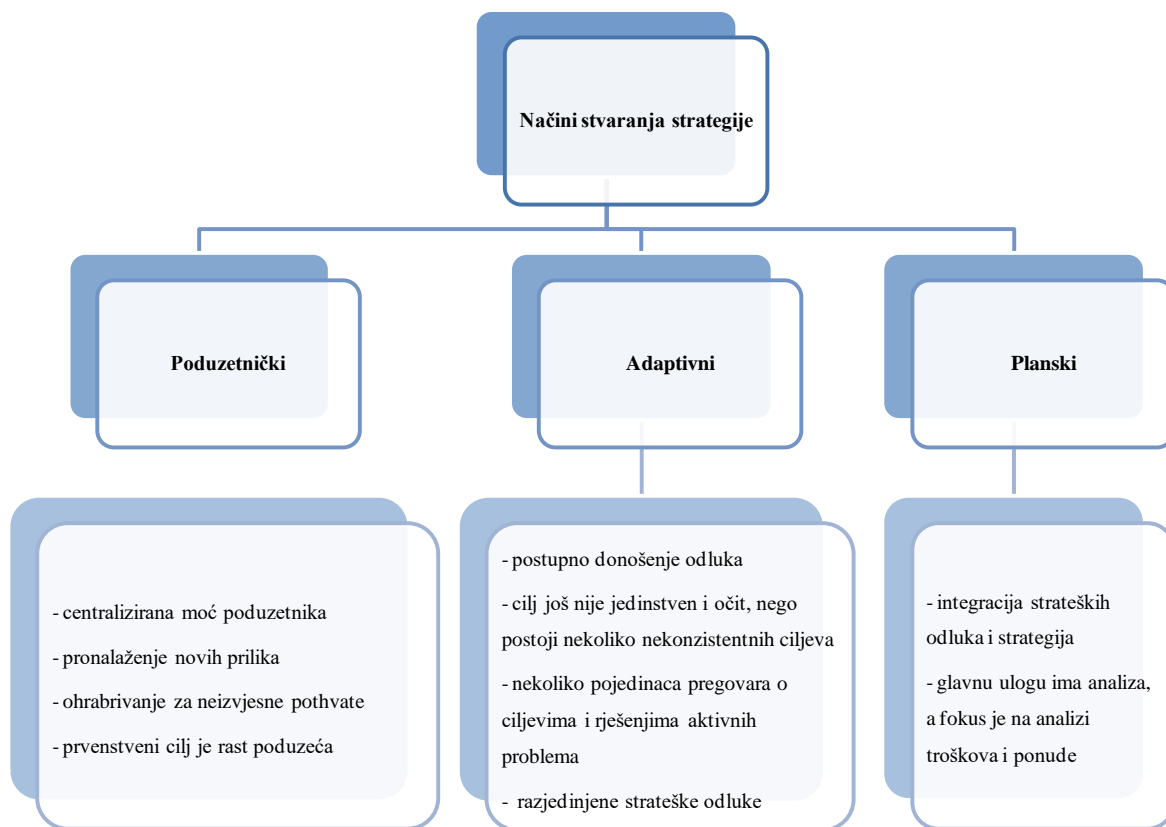 Načini stvaranja strategije
Poduzetnički
Adaptivni
Planski
- centralizirana moć poduzetnika
- pronalaženje novih prilika
- ohrabrivanje za neizvjesne pothvate
- prvenstveni cilj je rast poduzeća
- postupno donošenje odluka
- cilj još nije jedinstven i očit, nego
postoji nekoliko nekonzistentnih ciljeva
- nekoliko pojedinaca pregovara o
ciljevima i rješenjima aktivnih
problema
- razjedinjene strateške odluke
- integracija strateških
odluka i strategija
- glavnu ulogu ima analiza,
a fokus je na analizi
troškova i ponude